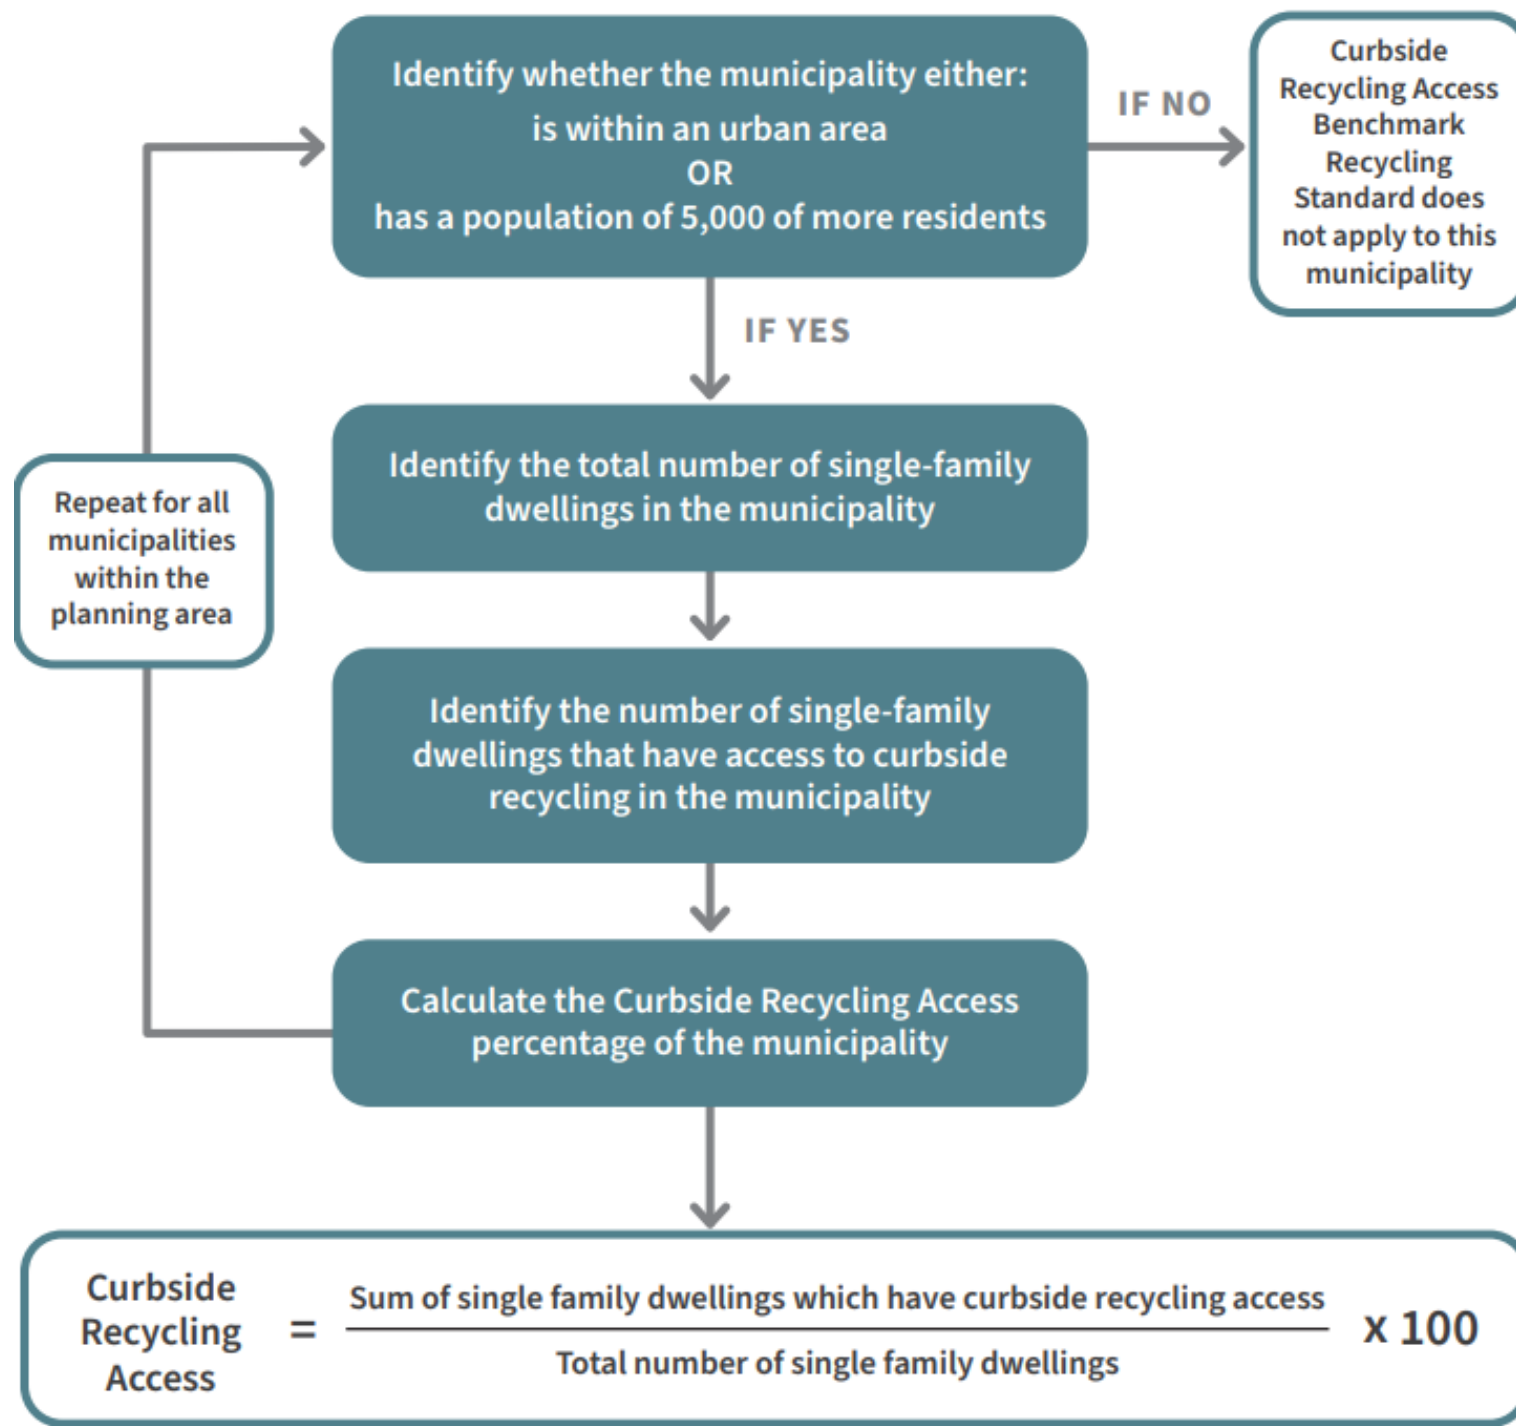 Identify whether the municipality either:
is within an urban area
OR
has a population of 5,000 of more residents
IF NO
Curbside
Recycling Access
Benchmark
Recycling
Standard does
not apply to this
municipality
IF YES
Identify the total number of single-family
dwellings in the municipality
Repeat for all
municipalities
within the
planning area
Identify the number of single-family
dwellings that have access to curbside
recycling in the municipality
Calculate the Curbside Recycling Access
percentage of the municipality
Curbside
Recycling
Access
=
Sum of single family dwellings which have curbside recycling access
Total number of single family dwellings
x 100